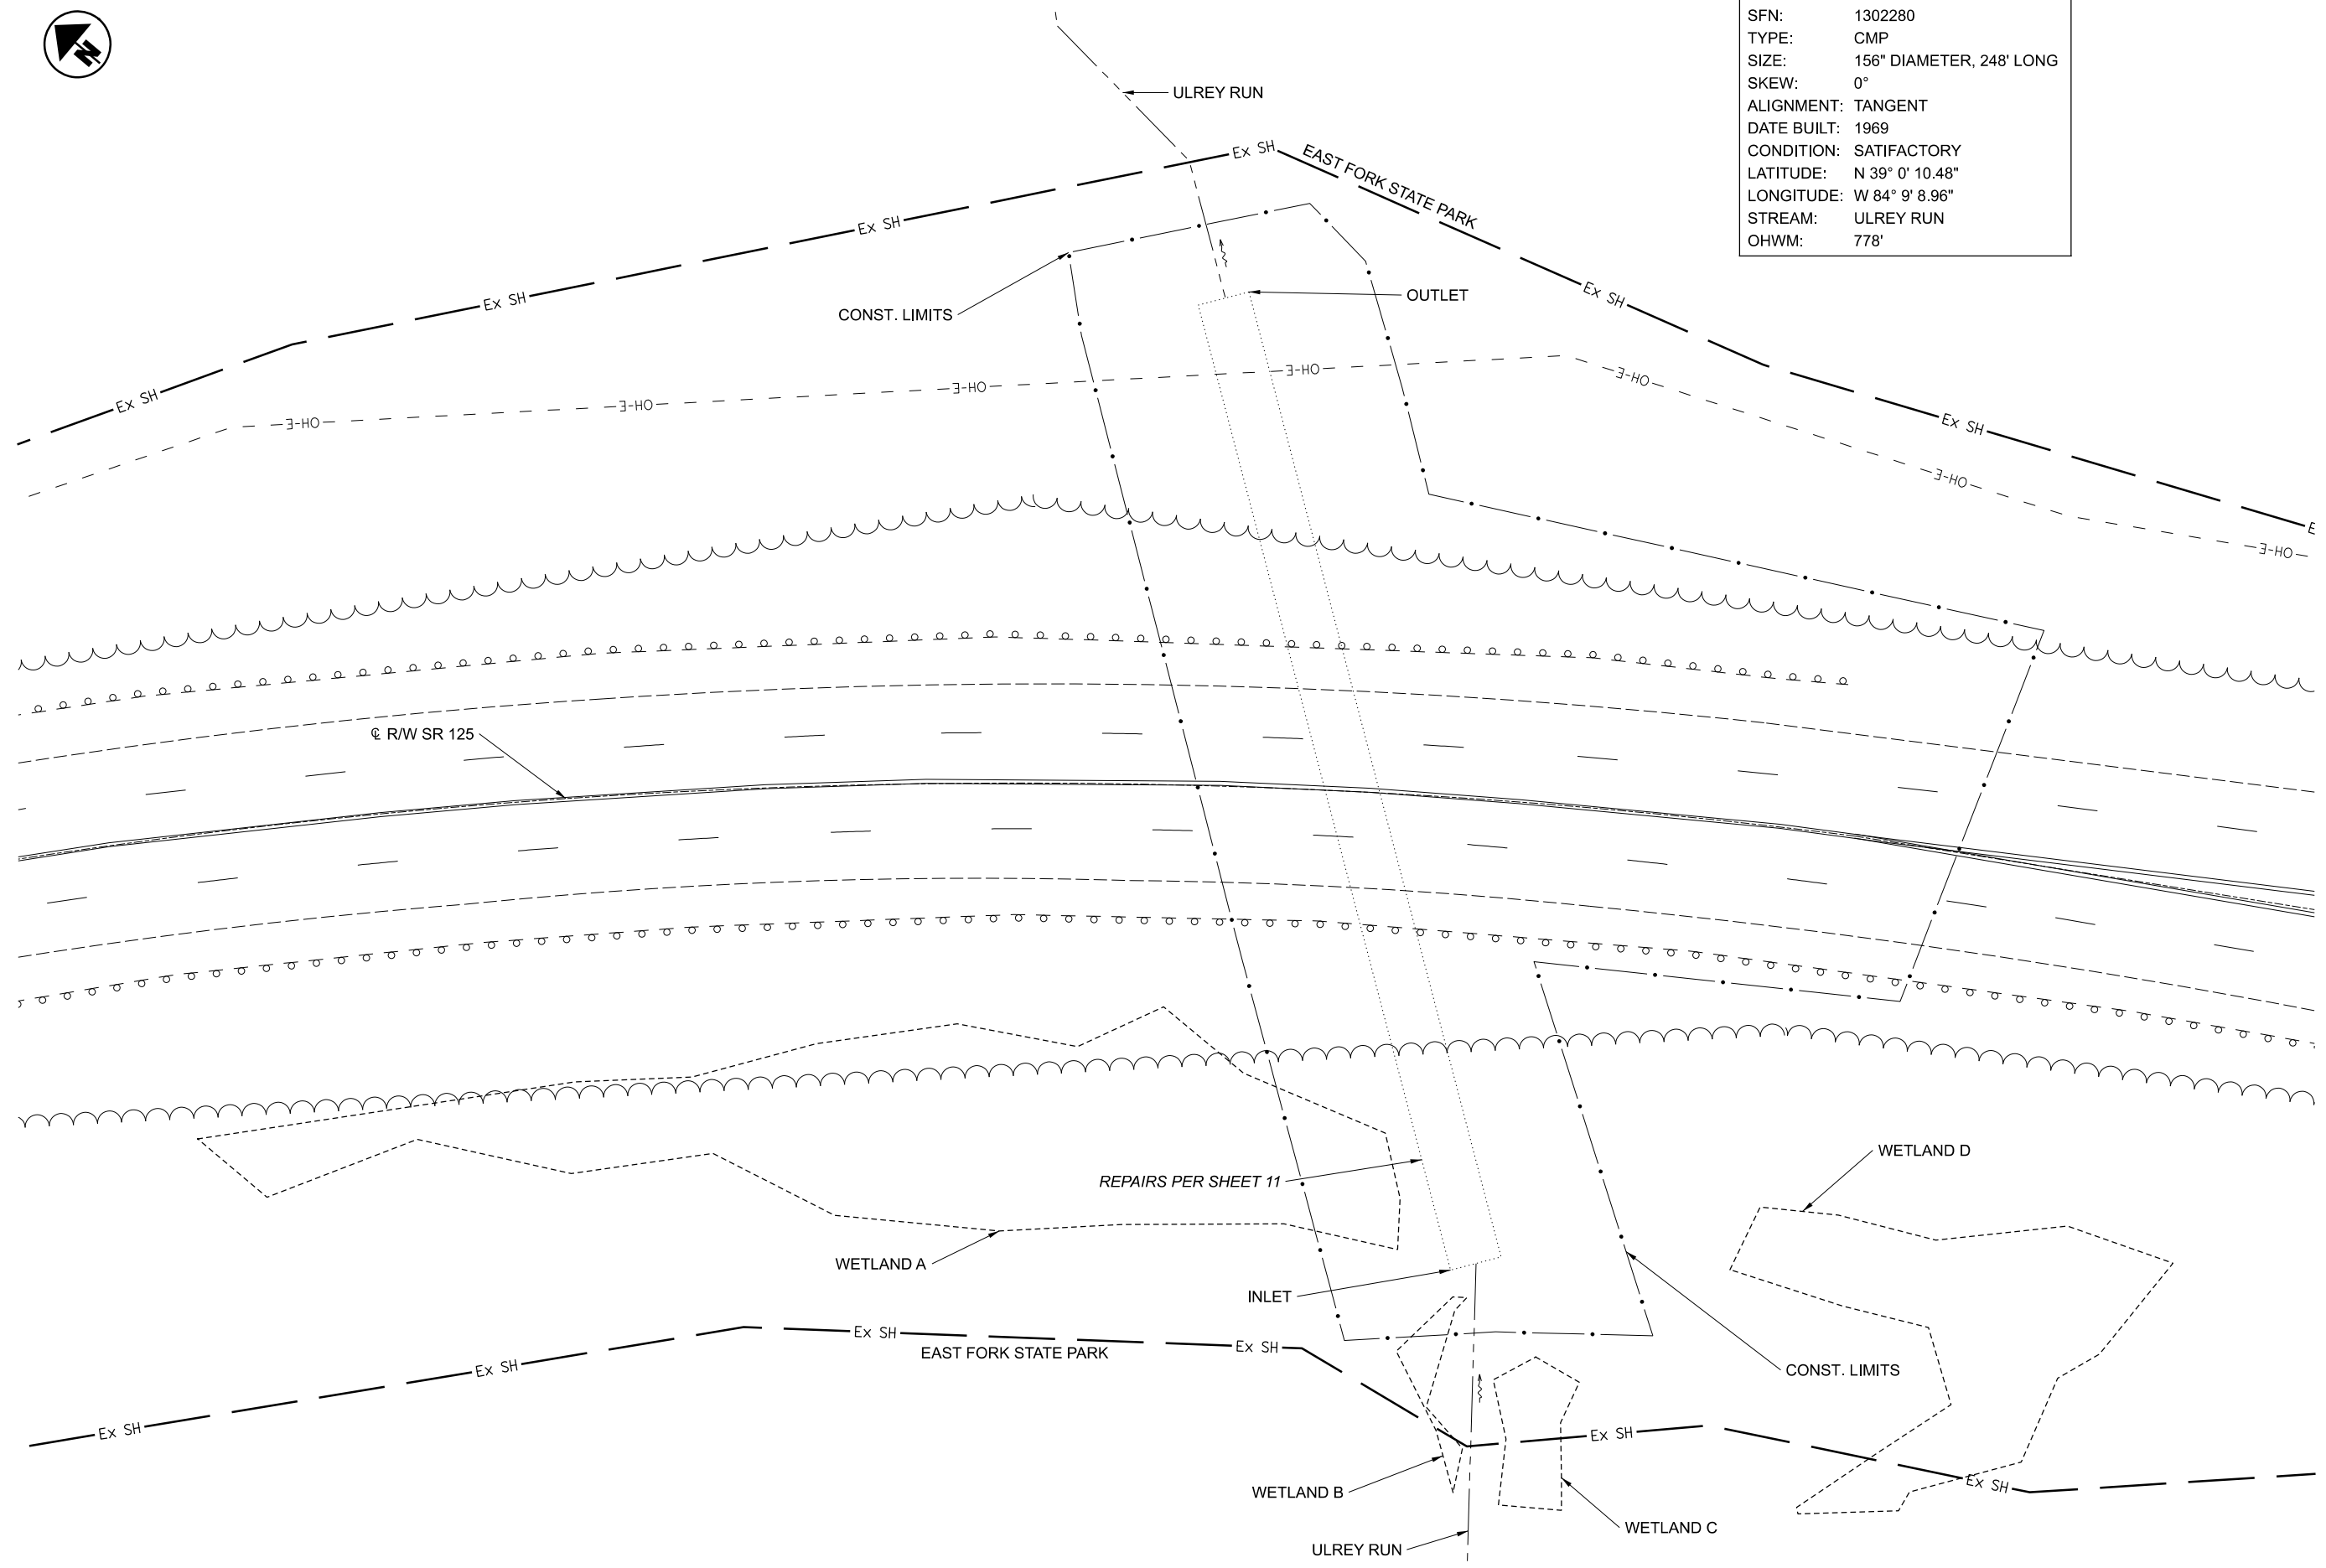 N
SFN: 1302280
TYPE: CMP
SIZE: 156" DIAMETER, 248' LONG
SKEW: 0°
ALIGNMENT: TANGENT
DATE BUILT: 1969
CONDITION: SATIFACTORY
LATITUDE: N 39° 0' 10.48"
LONGITUDE: W 84° 9' 8.96"
STREAM: ULREY RUN
OHWM: 778'
ULREY RUN
Ex SH
EAST FORK STATE PARK
Ex SH
Ex SH
Ex SH
Ex SH
Ex SH
E
CONST. LIMITS
OUTLET
OH-E
OH-E
OH-E
OH-E
OH-E
OH-E
OH-E
℄ R/W SR 125
WETLAND D
REPAIRS PER SHEET 11
WETLAND A
INLET
Ex SH
Ex SH
EAST FORK STATE PARK
Ex SH
CONST. LIMITS
Ex SH
Ex SH
Ex SH
WETLAND B
WETLAND C
ULREY RUN